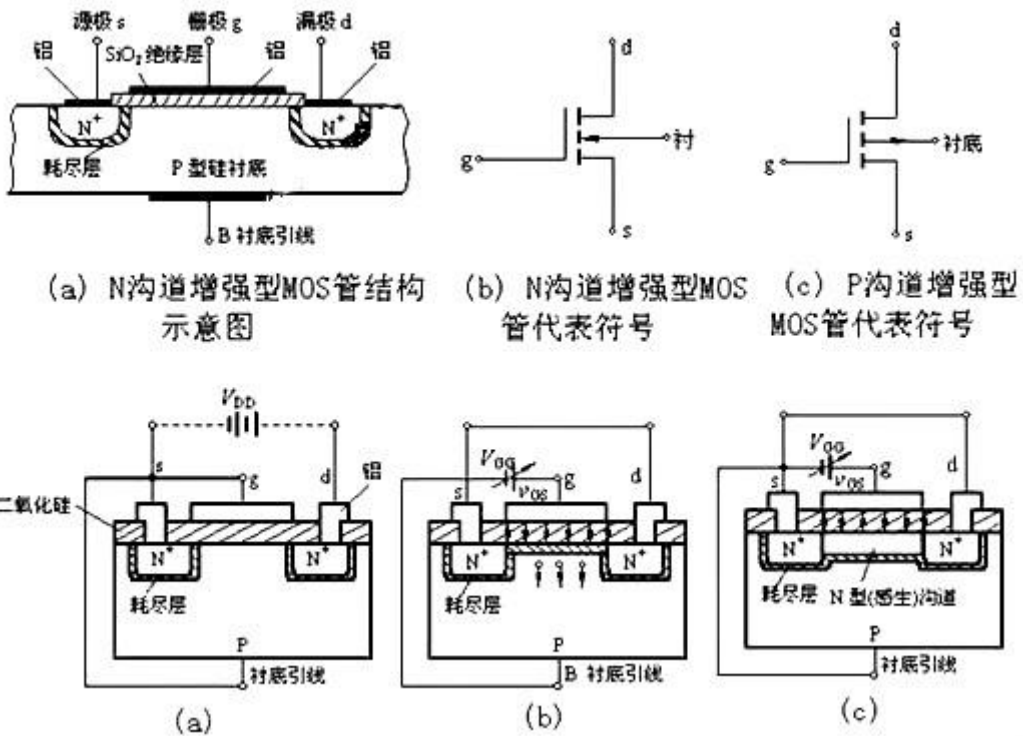 源极 s
栅极 g
漏极 d
铝
SiO₂ 绝缘层
铝
铝
N⁺
N⁺
耗尽层
P 型硅衬底
B 衬底引线
(a) N沟道增强型MOS管结构
示意图
d
衬
g
s
(b) N沟道增强型MOS
管代表符号
d
衬底
g
s
(c) P沟道增强型
MOS管代表符号
V_DD
s
g
d
铝
二氧化硅
N⁺
N⁺
耗尽层
P
衬底引线
(a)
V_GG
s
v_GS
g
d
N⁺
N⁺
耗尽层
P
B 衬底引线
(b)
V_GG
s
v_GS
g
d
N⁺
N⁺
耗尽层
N 型(感生)沟道
P
衬底引线
(c)